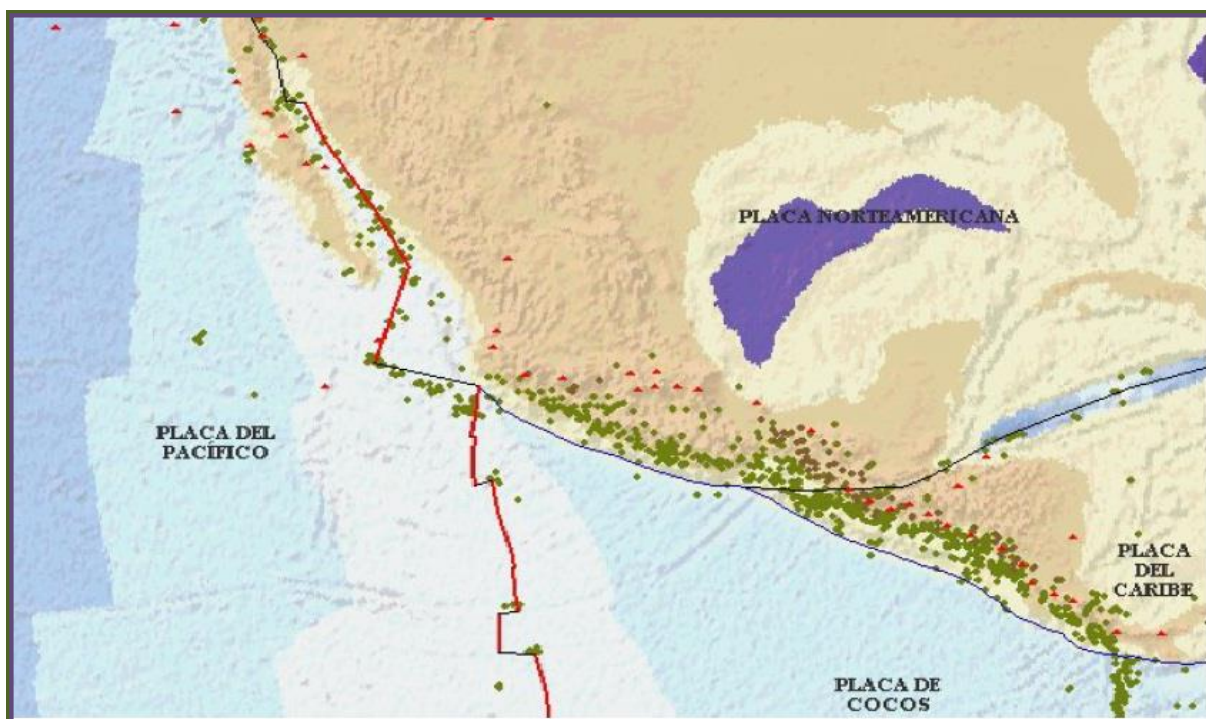 PLACA NORTEAMERICANA
PLACA DEL
PACÍFICO
PLACA
DEL
CARIBE
PLACA DE
COCOS